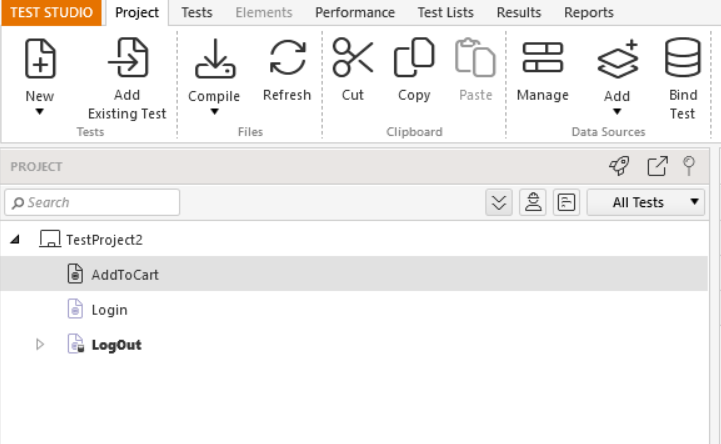 TEST STUDIO Project Tests Elements Performance Test Lists Results Reports
New Add Existing Test Compile Refresh Cut Copy Paste Manage Add Bind Test
Tests Files Clipboard Data Sources
PROJECT
Search All Tests
TestProject2
AddToCart
Login
LogOut